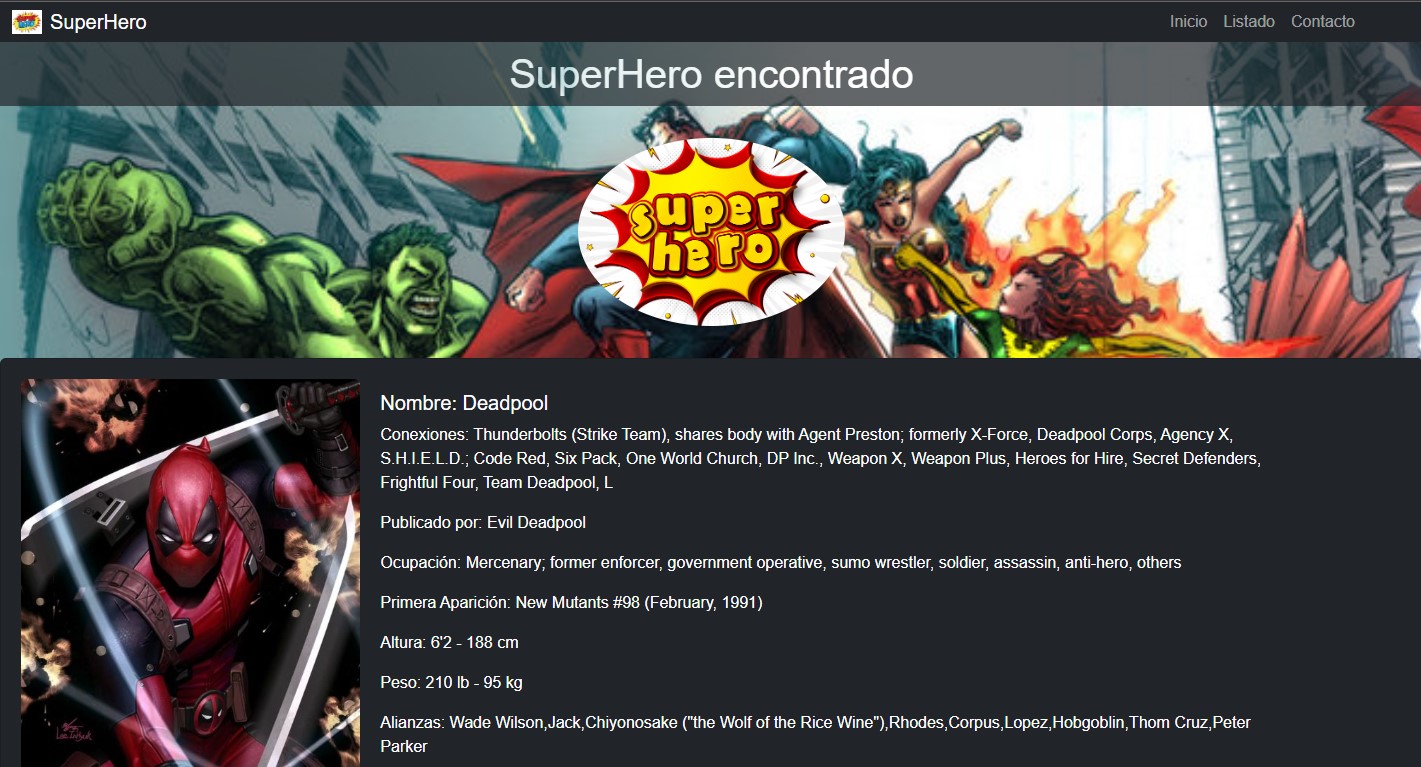 SuperHero
Inicio Listado Contacto
SuperHero encontrado
super
hero
Nombre: Deadpool
Conexiones: Thunderbolts (Strike Team), shares body with Agent Preston; formerly X-Force, Deadpool Corps, Agency X,
S.H.I.E.L.D.; Code Red, Six Pack, One World Church, DP Inc., Weapon X, Weapon Plus, Heroes for Hire, Secret Defenders,
Frightful Four, Team Deadpool, L
Publicado por: Evil Deadpool
Ocupación: Mercenary; former enforcer, government operative, sumo wrestler, soldier, assassin, anti-hero, others
Primera Aparición: New Mutants #98 (February, 1991)
Altura: 6'2 - 188 cm
Peso: 210 lb - 95 kg
Alianzas: Wade Wilson,Jack,Chiyonosake ("the Wolf of the Rice Wine"),Rhodes,Corpus,Lopez,Hobgoblin,Thom Cruz,Peter
Parker